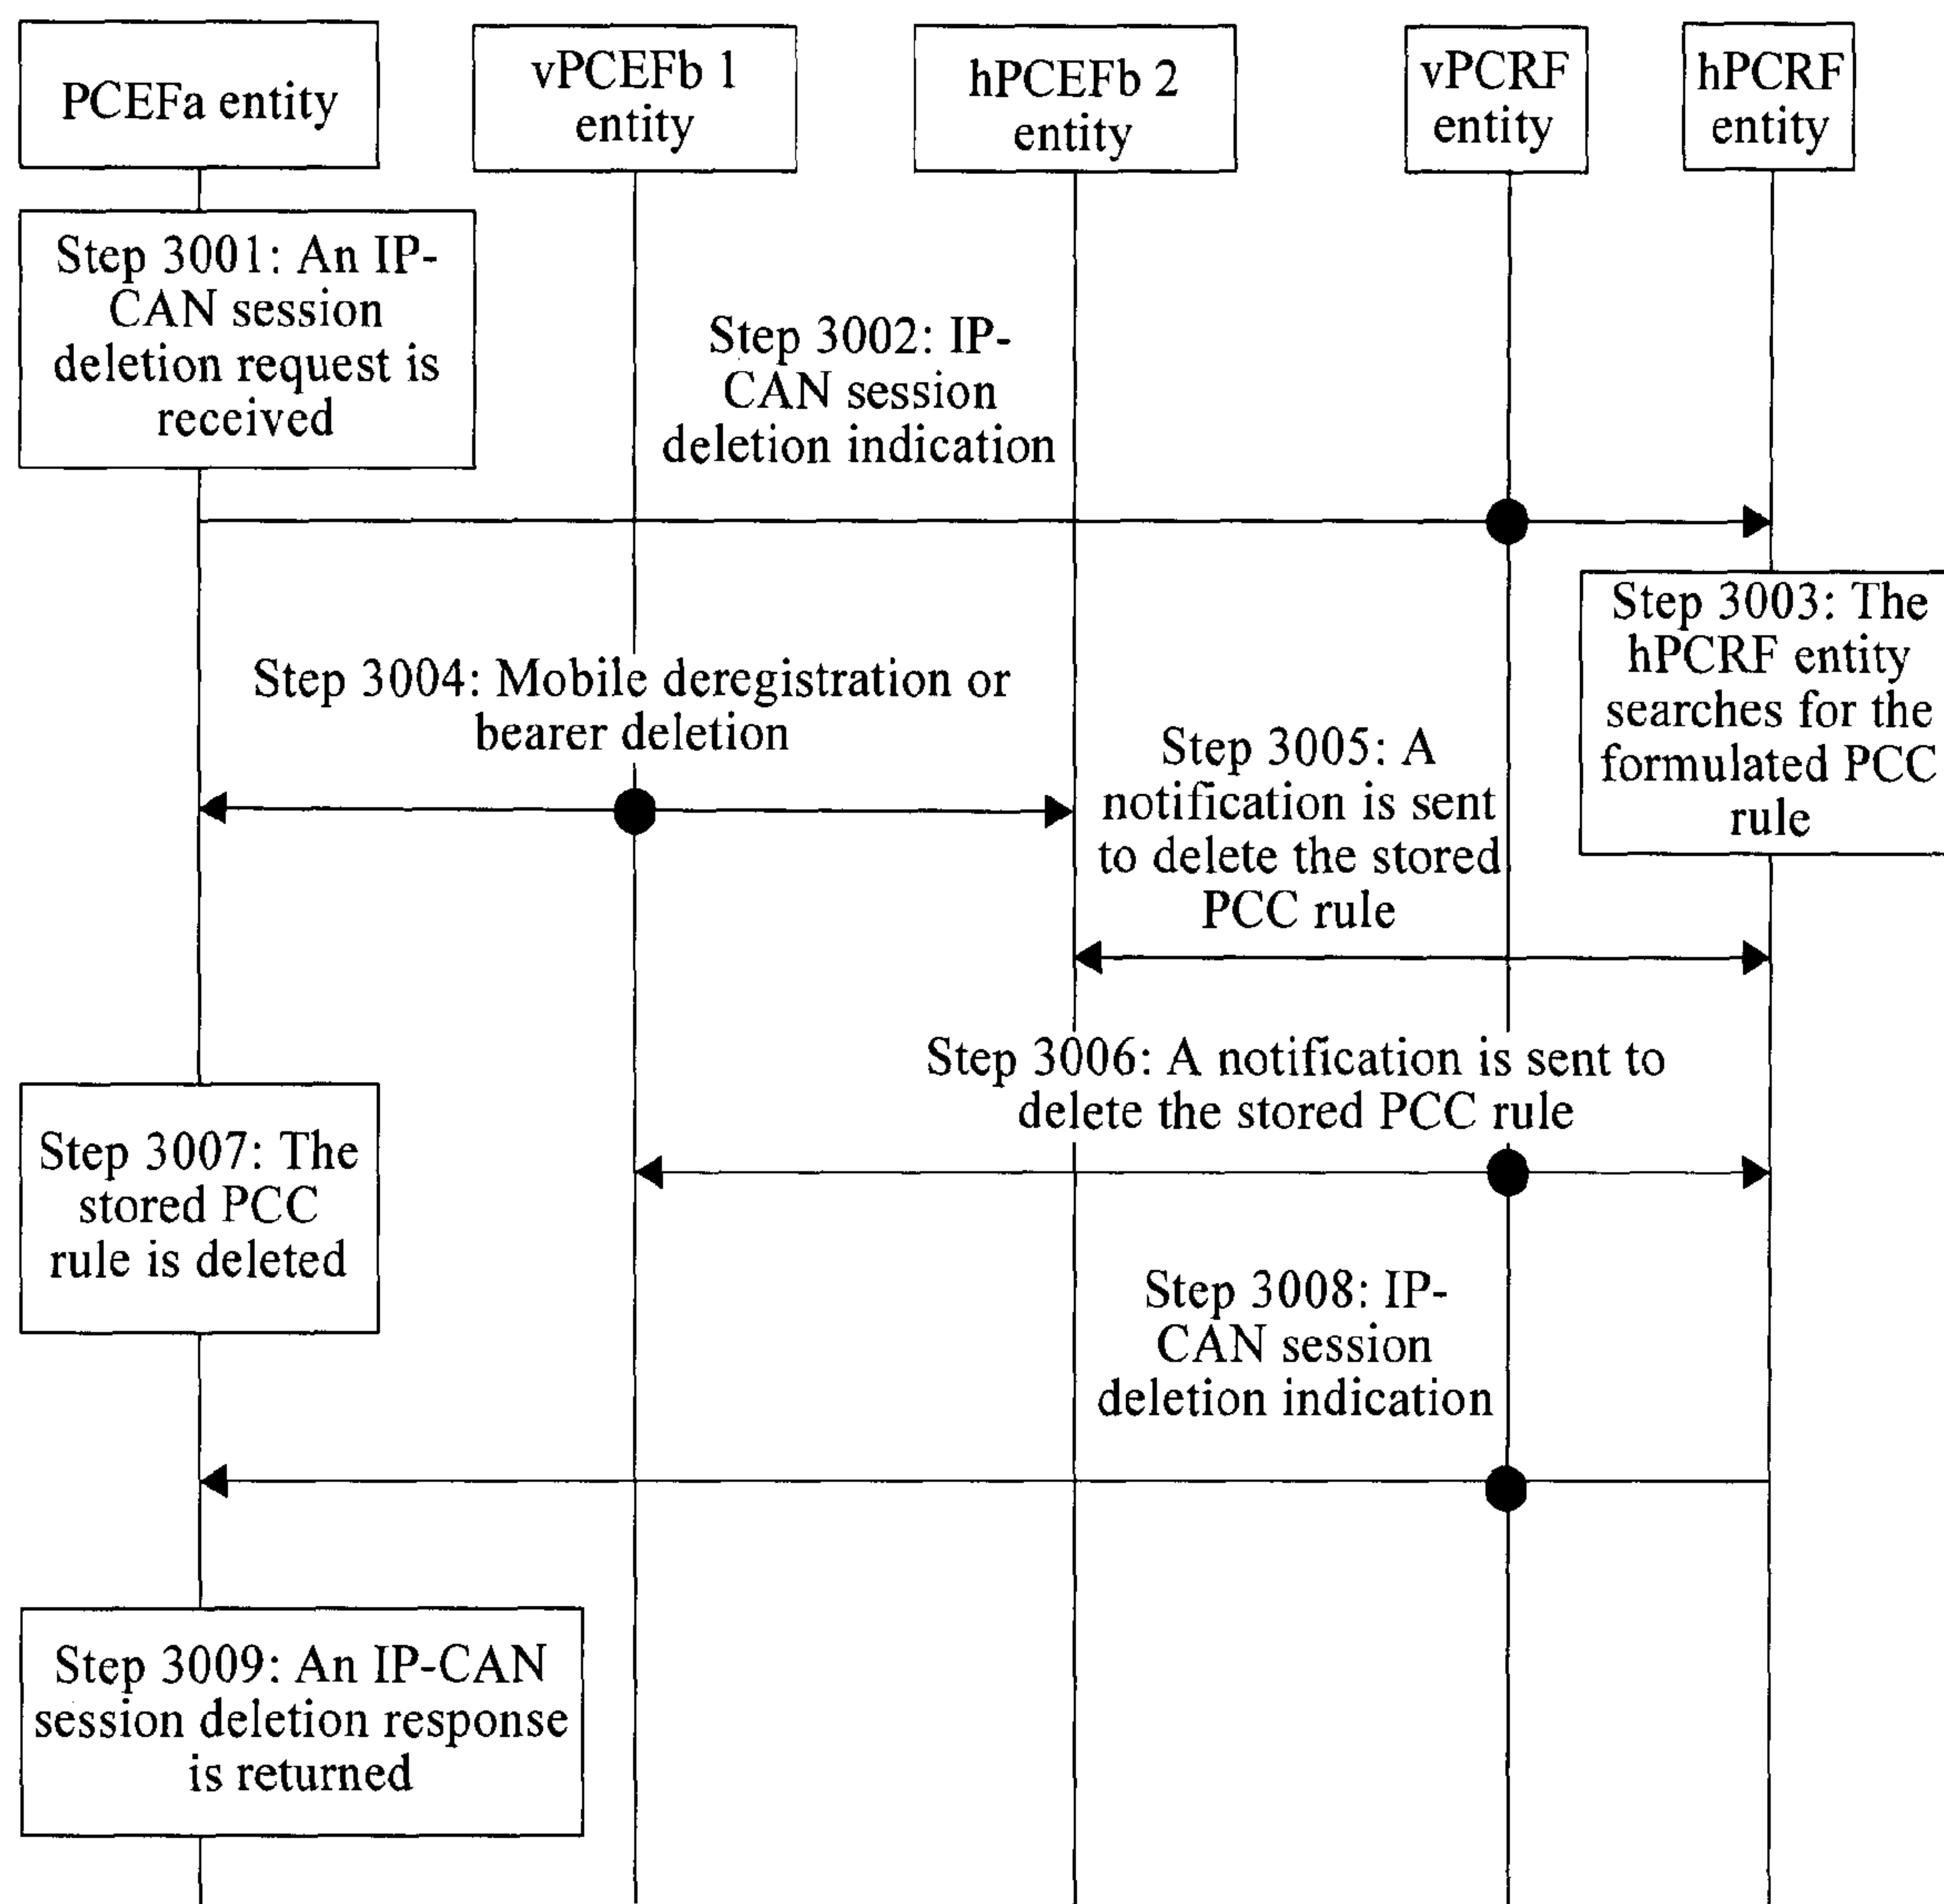 PCEFa entity
vPCEFb 1
entity
hPCEFb 2
entity
vPCRF
entity
hPCRF
entity
Step 3001: An IP-
CAN session
deletion request is
received
Step 3002: IP-
CAN session
deletion indication
Step 3003: The
hPCRF entity
searches for the
formulated PCC
rule
Step 3004: Mobile deregistration or
bearer deletion
Step 3005: A
notification is sent
to delete the stored
PCC rule
Step 3006: A notification is sent to
delete the stored PCC rule
Step 3007: The
stored PCC
rule is deleted
Step 3008: IP-
CAN session
deletion indication
Step 3009: An IP-CAN
session deletion response
is returned